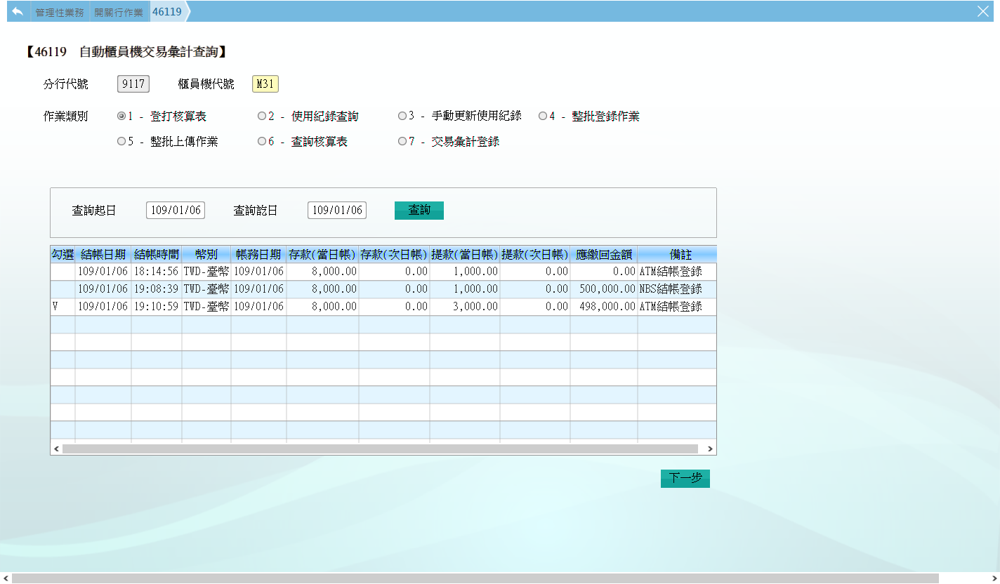 管理性業務 開關行作業 46119
【46119 自動櫃員機交易彙計查詢】
分行代號 9117 櫃員機代號 M31
作業類別 1 - 登打核算表 2 - 使用紀錄查詢 3 - 手動更新使用紀錄 4 - 整批登錄作業
5 - 整批上傳作業 6 - 查詢核算表 7 - 交易彙計登錄
查詢起日 109/01/06 查詢訖日 109/01/06 查詢
勾選 結帳日期 結帳時間 幣別 帳務日期 存款(當日帳) 存款(次日帳) 提款(當日帳) 提款(次日帳) 應繳回金額 備註
109/01/06 18:14:56 TWD-臺幣 109/01/06 8,000.00 0.00 1,000.00 0.00 0.00 ATM結帳登錄
109/01/06 19:08:39 TWD-臺幣 109/01/06 8,000.00 0.00 1,000.00 0.00 500,000.00 NBS結帳登錄
V 109/01/06 19:10:59 TWD-臺幣 109/01/06 8,000.00 0.00 3,000.00 0.00 498,000.00 ATM結帳登錄
下一步